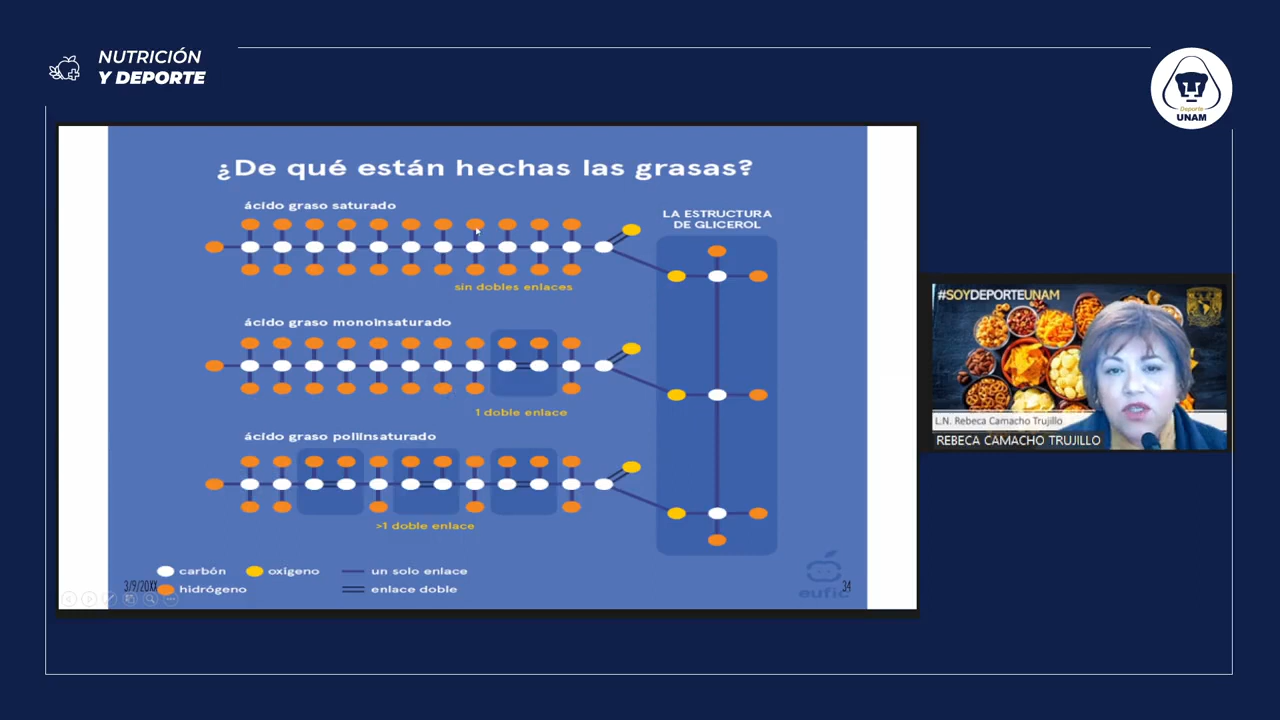 NUTRICIÓN
Y DEPORTE
Deporte
UNAM
¿De qué están hechas las grasas?
ácido graso saturado
LA ESTRUCTURA
DE GLICEROL
sin dobles enlaces
ácido graso monoinsaturado
1 doble enlace
ácido graso poliinsaturado
>1 doble enlace
carbón
oxígeno
un solo enlace
3/9/20XX
hidrógeno
enlace doble
eufic
34
#SOYDEPORTEUNAM
L.N. Rebeca Camacho Trujillo
REBECA CAMACHO TRUJILLO